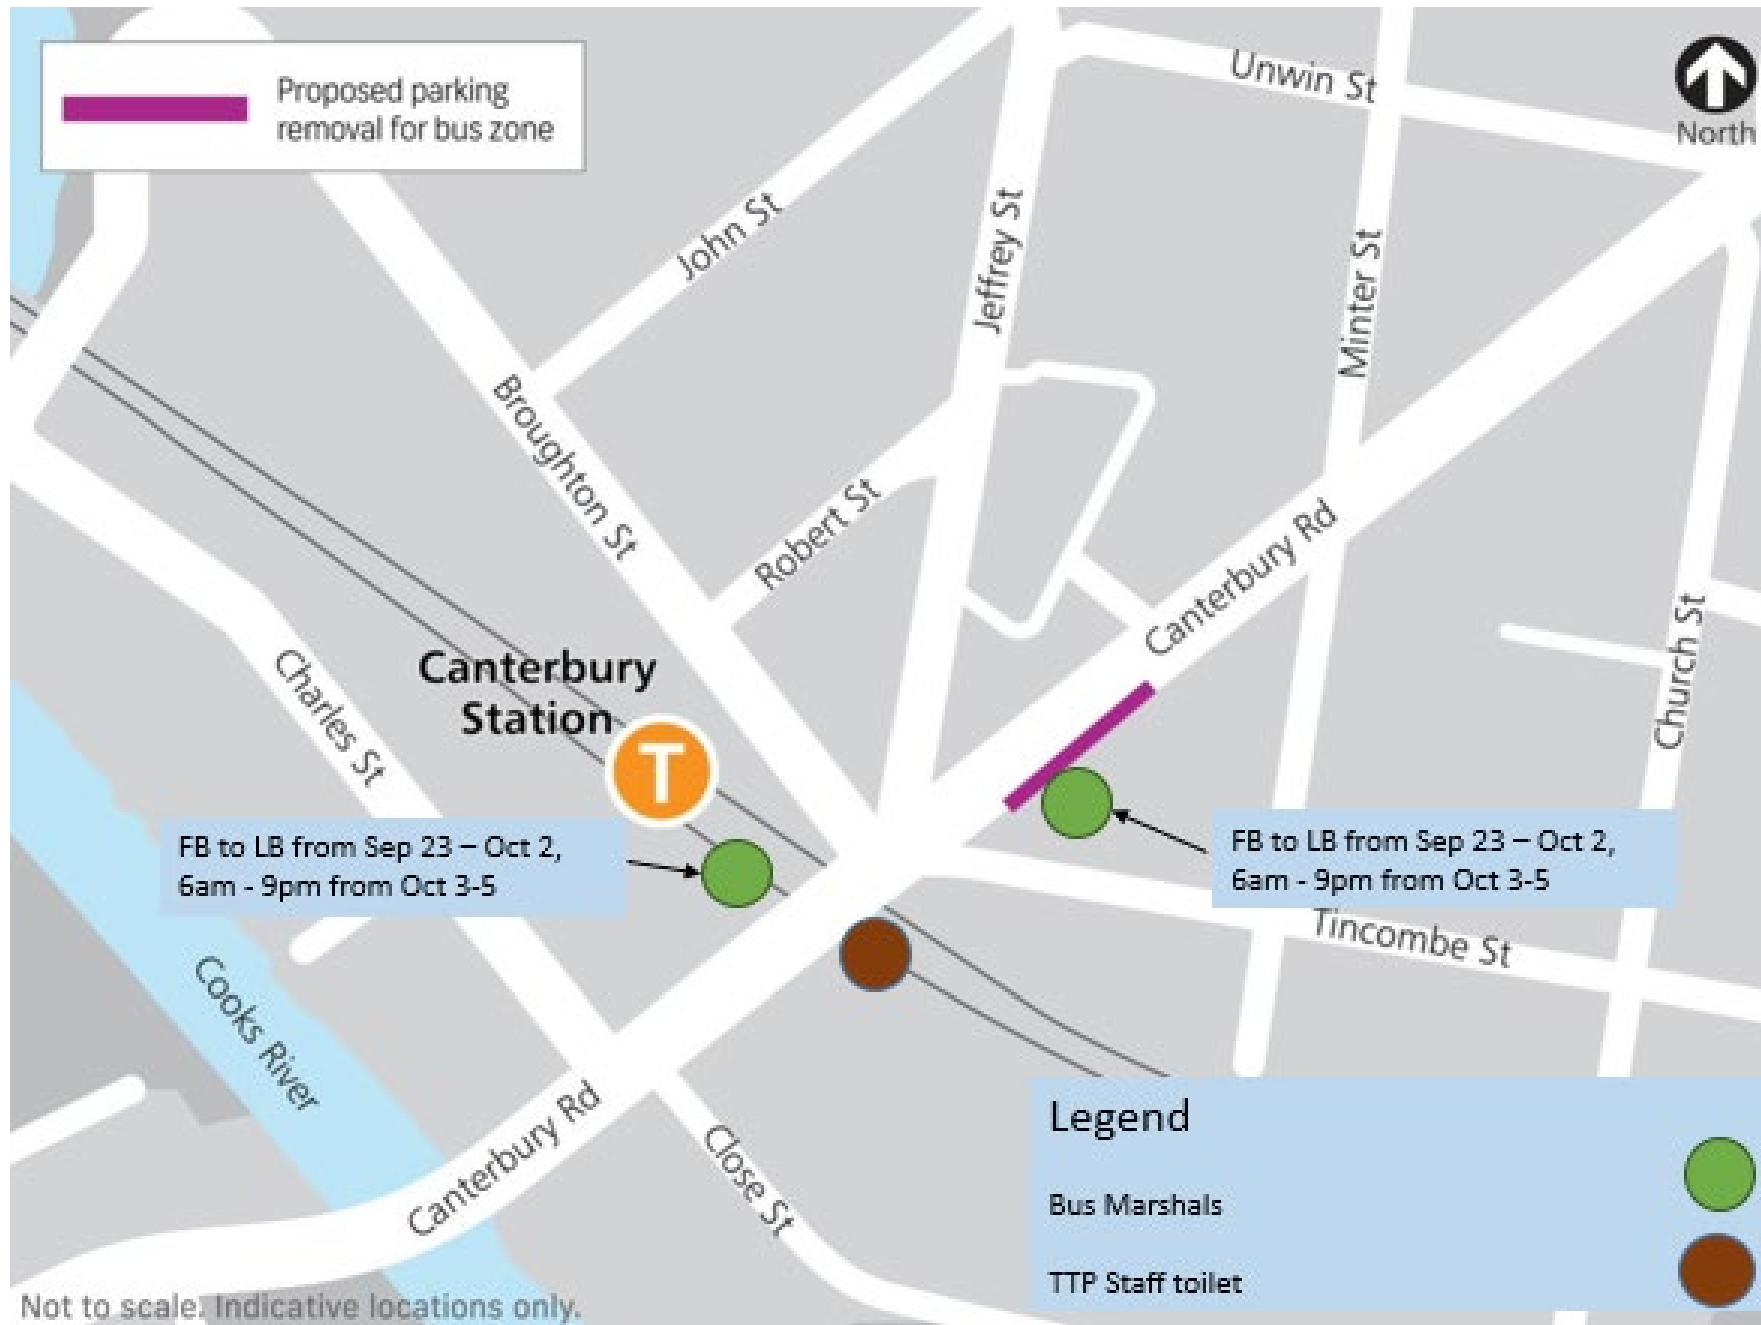 Proposed parking
removal for bus zone
Unwin St
North
John St
Jeffrey St
Minter St
Broughton St
Robert St
Canterbury Rd
Church St
Canterbury
Station
T
Charles St
FB to LB from Sep 23 – Oct 2,
6am - 9pm from Oct 3-5
FB to LB from Sep 23 – Oct 2,
6am - 9pm from Oct 3-5
Tincombe St
Cooks River
Canterbury Rd
Close St
Legend
Bus Marshals
TTP Staff toilet
Not to scale. Indicative locations only.